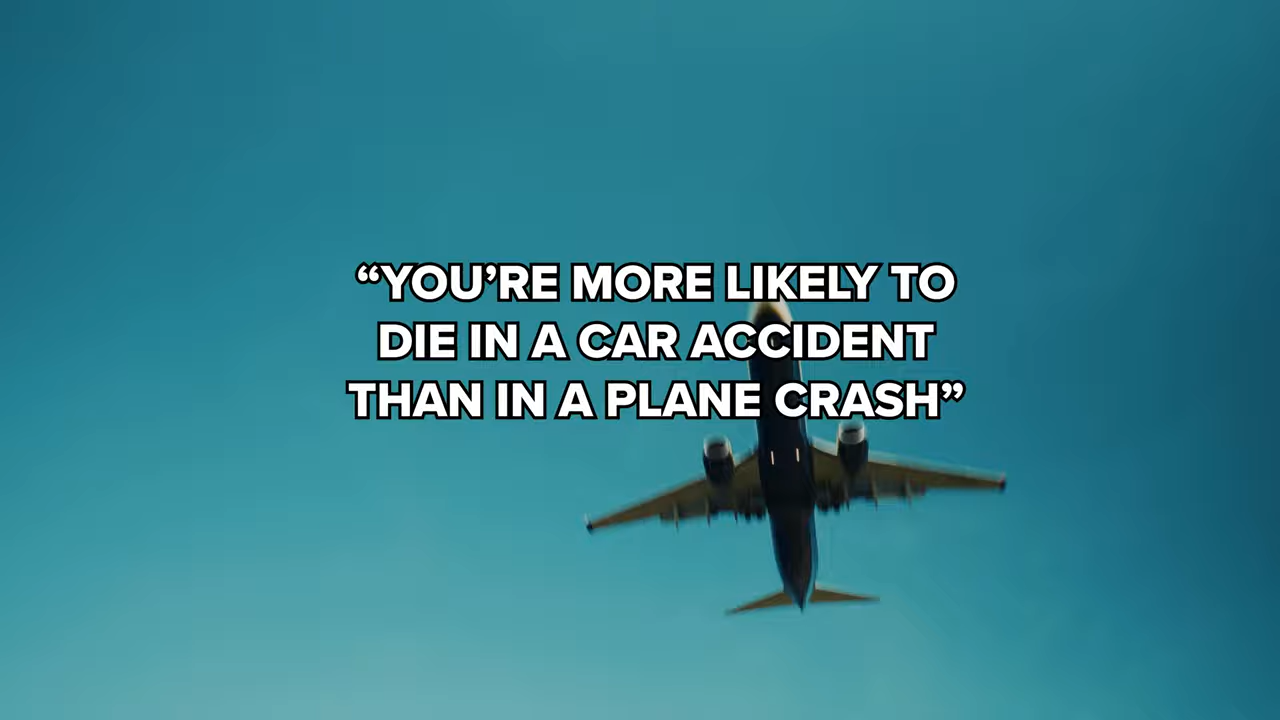 “YOU’RE MORE LIKELY TO
DIE IN A CAR ACCIDENT
THAN IN A PLANE CRASH”